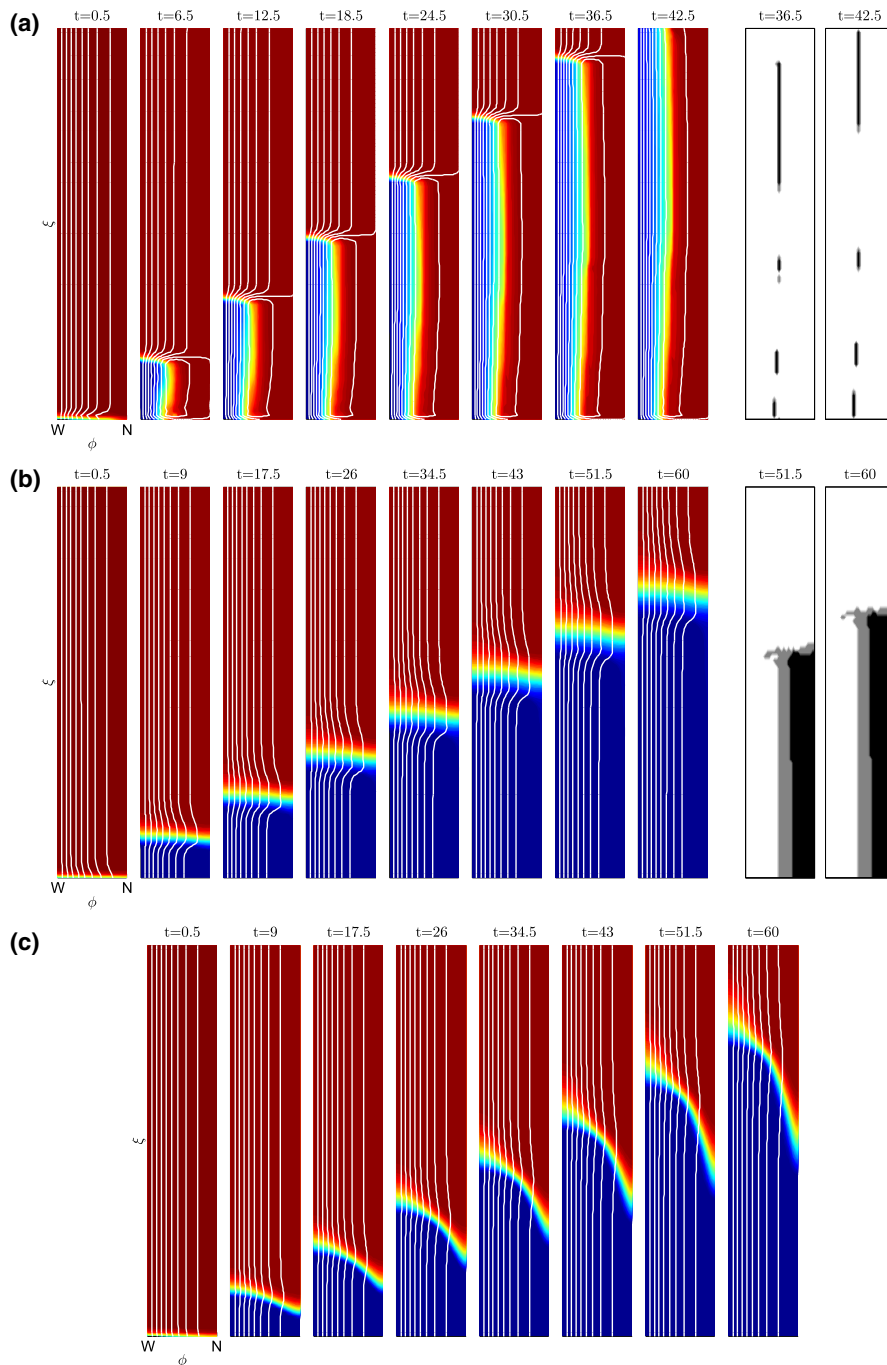 (a)
t=0.5 t=6.5 t=12.5 t=18.5 t=24.5 t=30.5 t=36.5 t=42.5 t=36.5 t=42.5
ξ
W N
ϕ
(b)
t=0.5 t=9 t=17.5 t=26 t=34.5 t=43 t=51.5 t=60 t=51.5 t=60
ξ
W N
ϕ
(c)
t=0.5 t=9 t=17.5 t=26 t=34.5 t=43 t=51.5 t=60
ξ
W N
ϕ